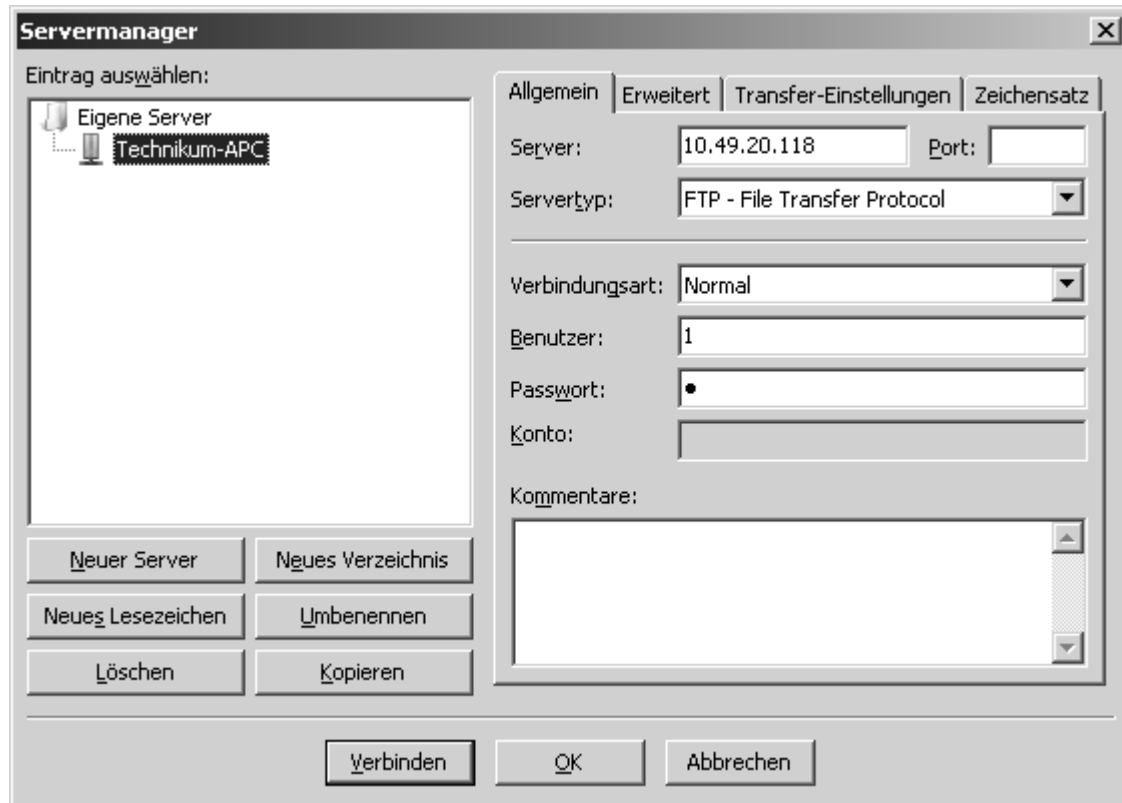 Servermanager
Eintrag auswählen:
Eigene Server
Technikum-APC
Neuer Server
Neues Verzeichnis
Neues Lesezeichen
Umbenennen
Löschen
Kopieren
Allgemein
Erweitert
Transfer-Einstellungen
Zeichensatz
Server: 10.49.20.118 Port:
Servertyp: FTP - File Transfer Protocol
Verbindungsart: Normal
Benutzer: 1
Passwort: ●
Konto:
Kommentare:
Verbinden
OK
Abbrechen